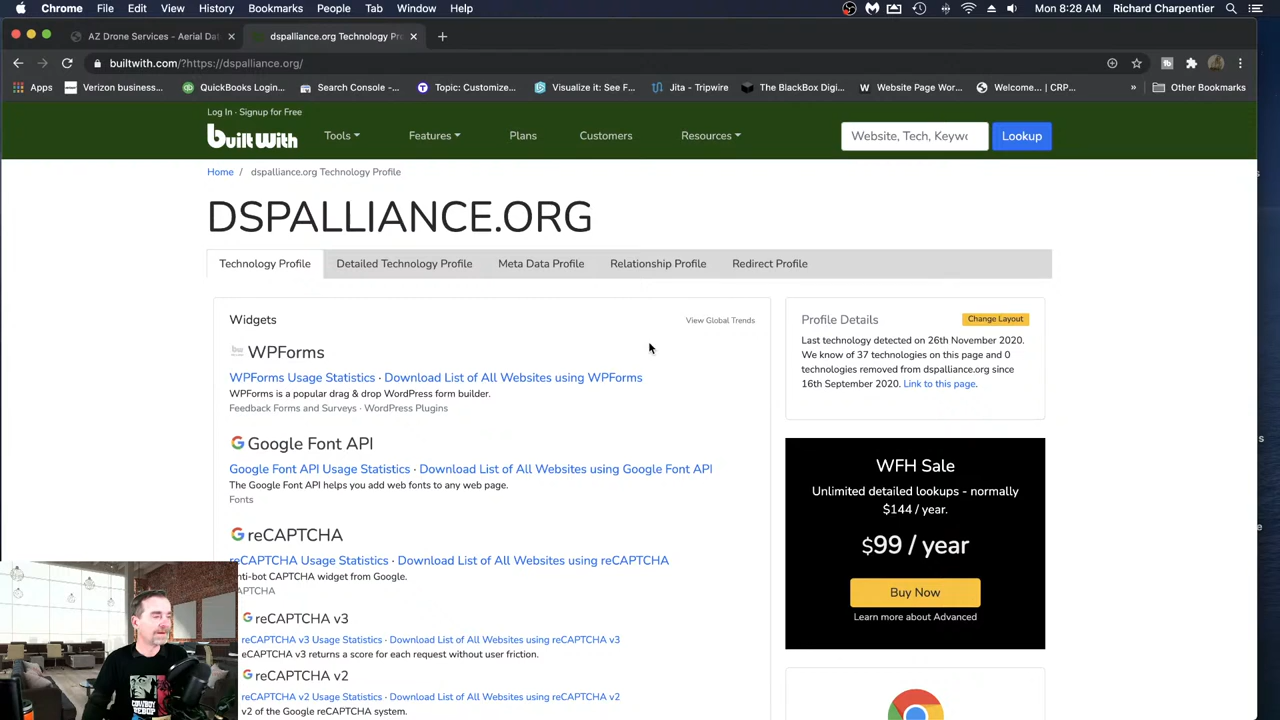 Chrome File Edit View History Bookmarks People Tab Window Help Mon 8:28 AM Richard Charpentier
AZ Drone Services - Aerial Dat
dspalliance.org Technology Pro
builtwith.com/?https://dspalliance.org/
Apps Verizon business... QuickBooks Login... Search Console -... Topic: Customize... Visualize it: See F... Jita - Tripwire The BlackBox Digi... Website Page Wor... Welcome... | CRP... » Other Bookmarks
Log In · Signup for Free
built with Tools Features Plans Customers Resources Website, Tech, Keywo Lookup
Home / dspalliance.org Technology Profile
DSPALLIANCE.ORG
Technology Profile Detailed Technology Profile Meta Data Profile Relationship Profile Redirect Profile
Widgets View Global Trends
WPForms
WPForms Usage Statistics · Download List of All Websites using WPForms
WPForms is a popular drag & drop WordPress form builder.
Feedback Forms and Surveys · WordPress Plugins
Google Font API
Google Font API Usage Statistics · Download List of All Websites using Google Font API
The Google Font API helps you add web fonts to any web page.
Fonts
reCAPTCHA
reCAPTCHA Usage Statistics · Download List of All Websites using reCAPTCHA
nti-bot CAPTCHA widget from Google.
APTCHA
reCAPTCHA v3
reCAPTCHA v3 Usage Statistics · Download List of All Websites using reCAPTCHA v3
eCAPTCHA v3 returns a score for each request without user friction.
reCAPTCHA v2
reCAPTCHA v2 Usage Statistics · Download List of All Websites using reCAPTCHA v2
v2 of the Google reCAPTCHA system.
Profile Details Change Layout
Last technology detected on 26th November 2020.
We know of 37 technologies on this page and 0
technologies removed from dspalliance.org since
16th September 2020. Link to this page.
WFH Sale
Unlimited detailed lookups - normally
$144 / year.
$99 / year
Buy Now
Learn more about Advanced
COWBOY
BEBOP